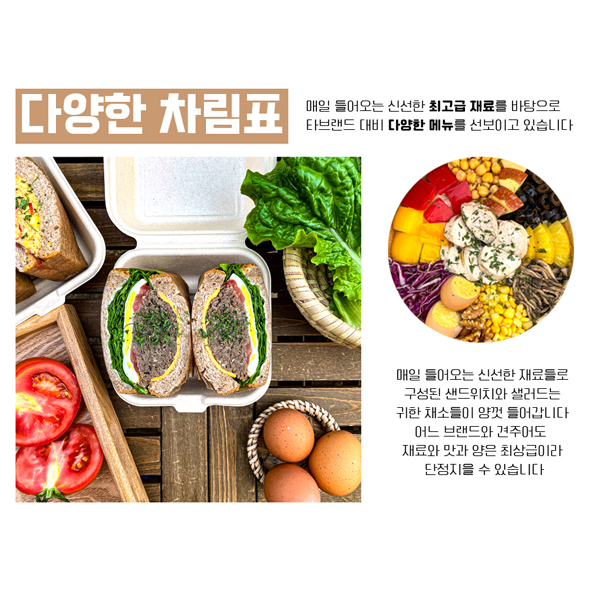 다양한 차림표
매일 들어오는 신선한 최고급 재료를 바탕으로
타브랜드 대비 다양한 메뉴를 선보이고 있습니다
매일 들어오는 신선한 재료들로
구성된 샌드위치와 샐러드는
귀한 채소들이 양껏 들어갑니다
어느 브랜드와 견주어도
재료와 맛과 양은 최상급이라
단정지을 수 있습니다